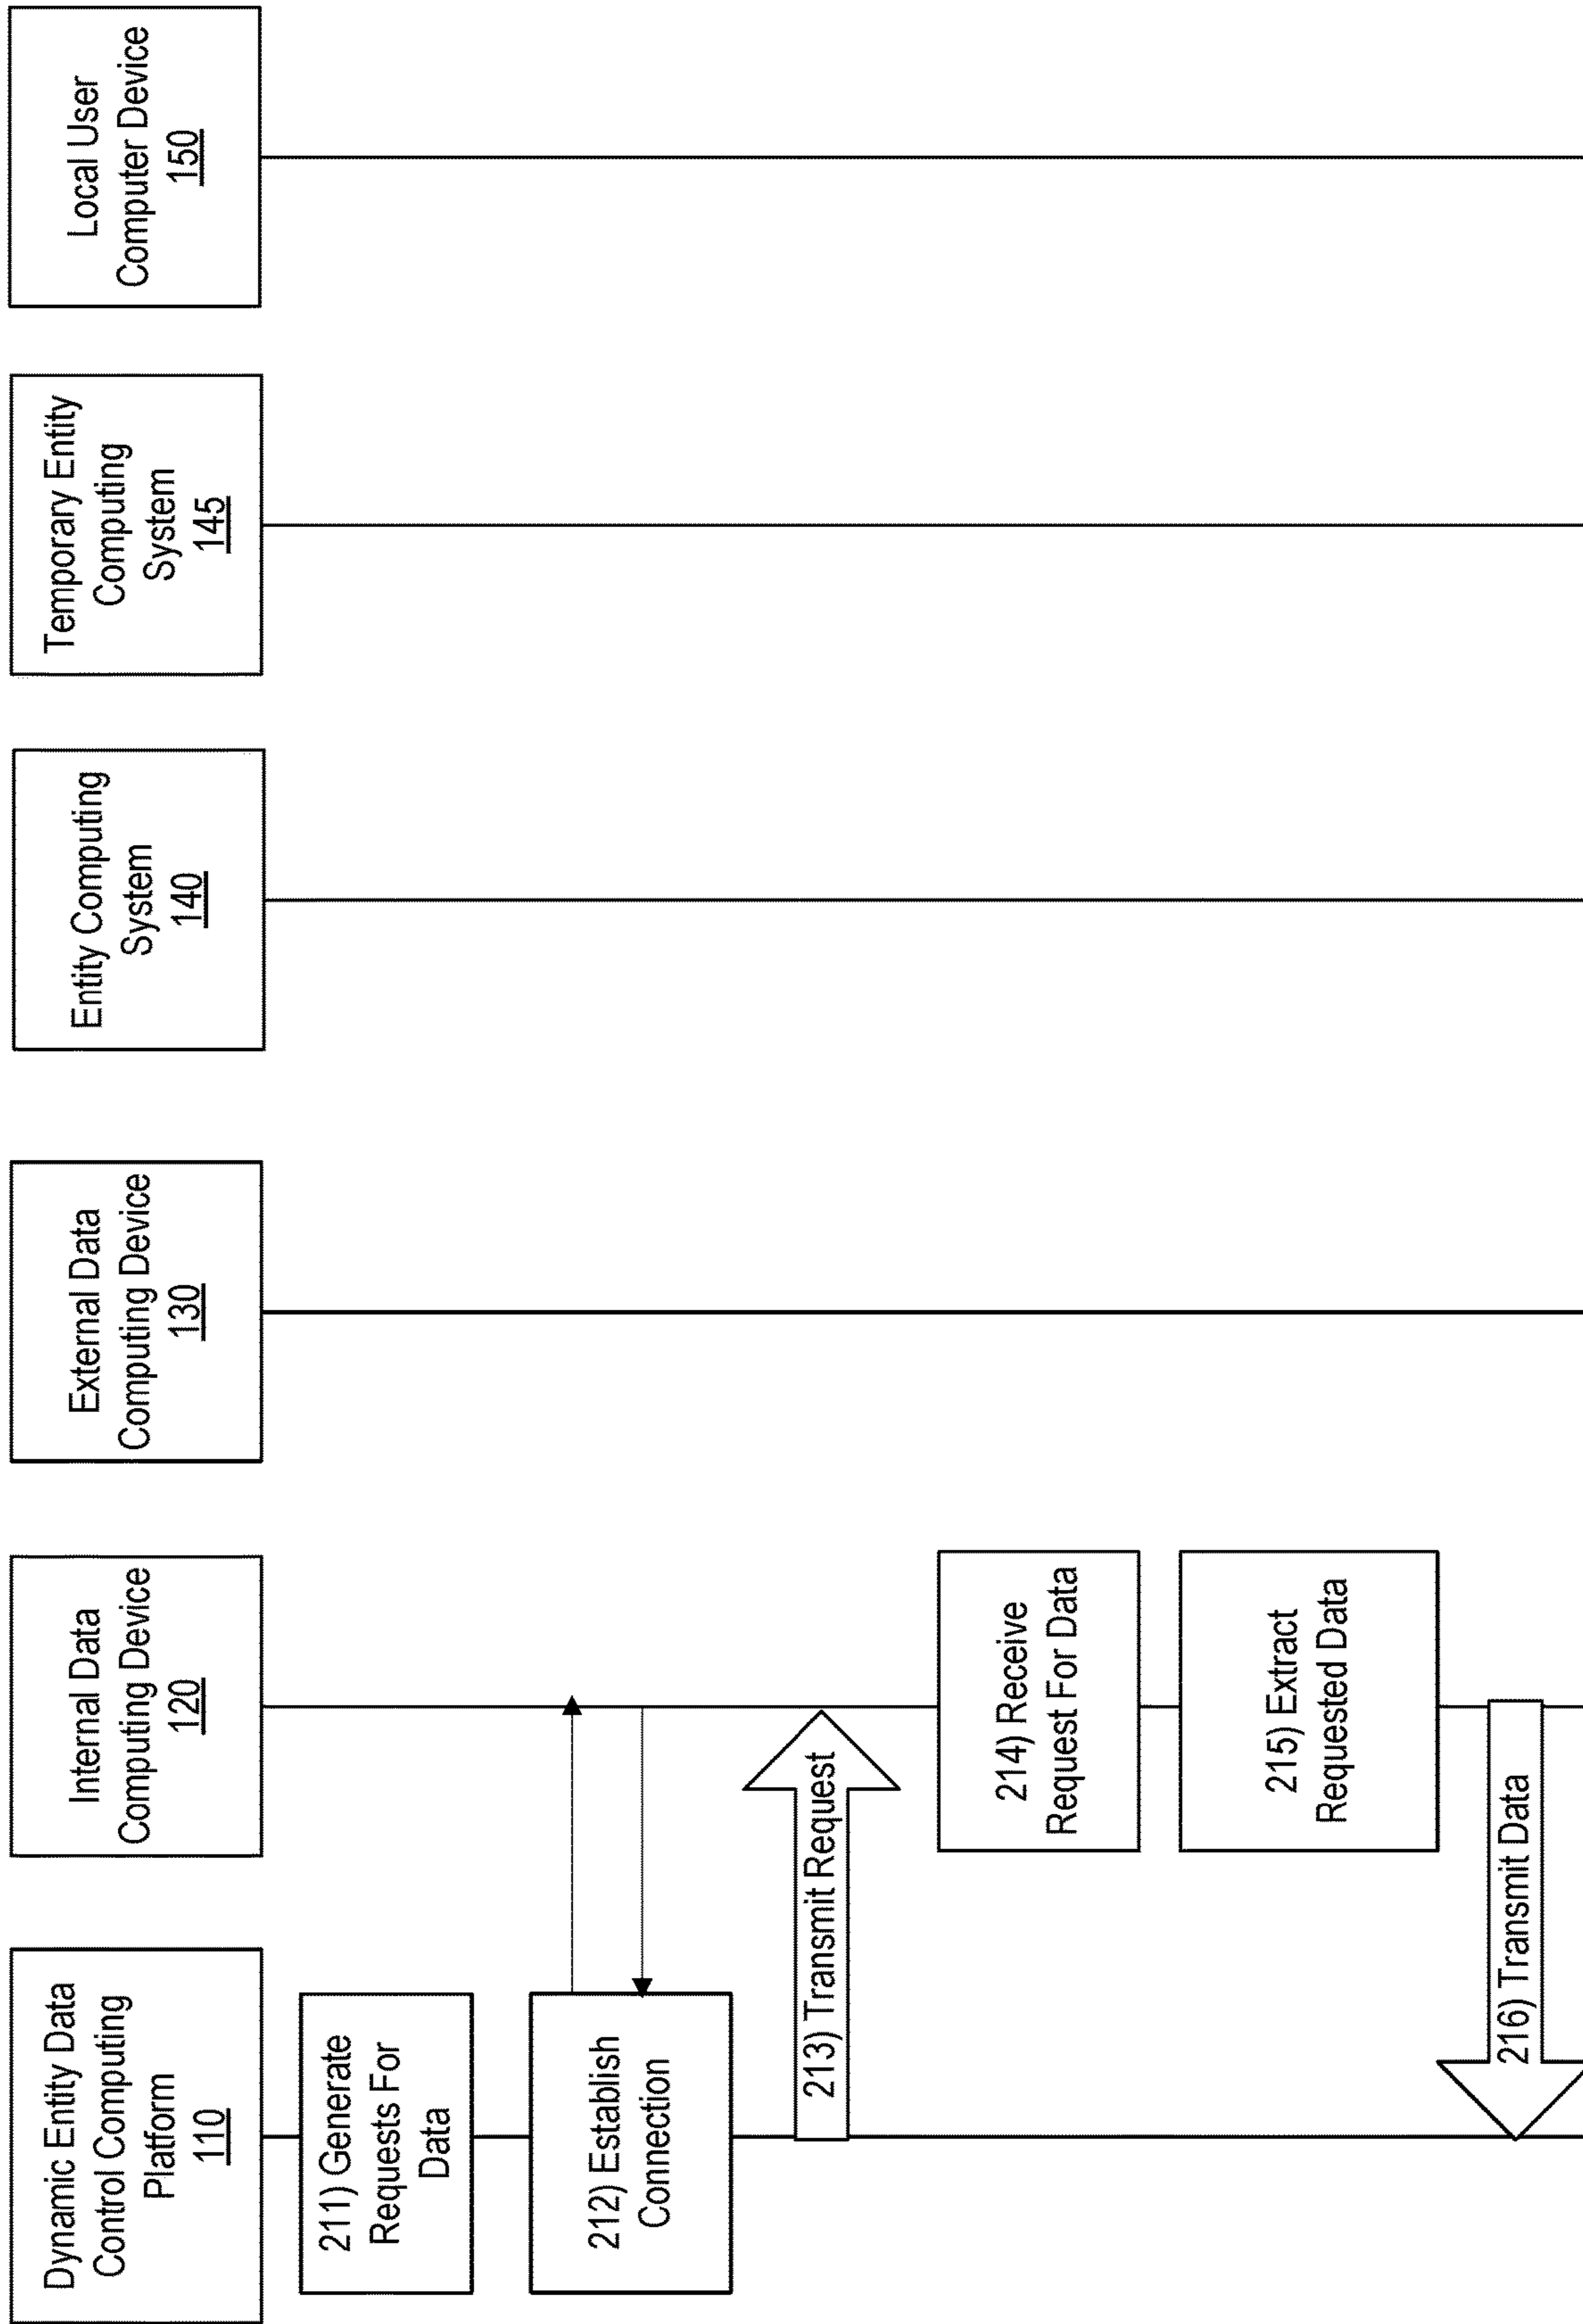 Dynamic Entity Data
Control Computing
Platform
110
Internal Data
Computing Device
120
External Data
Computing Device
130
Entity Computing
System
140
Temporary Entity
Computing
System
145
Local User
Computer Device
150
211) Generate
Requests For
Data
212) Establish
Connection
213) Transmit Request
214) Receive
Request For Data
215) Extract
Requested Data
216) Transmit Data